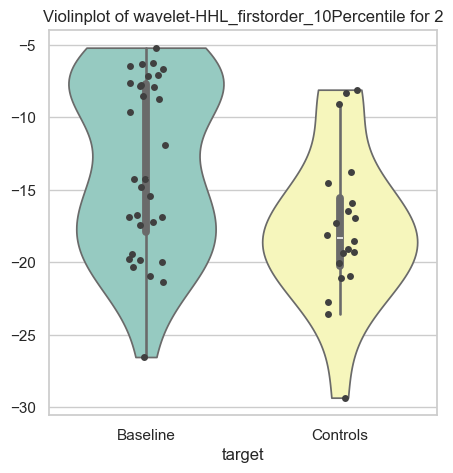 Violinplot of wavelet-HHL_firstorder_10Percentile for 2
−5
−10
−15
−20
−25
−30
Baseline
Controls
target